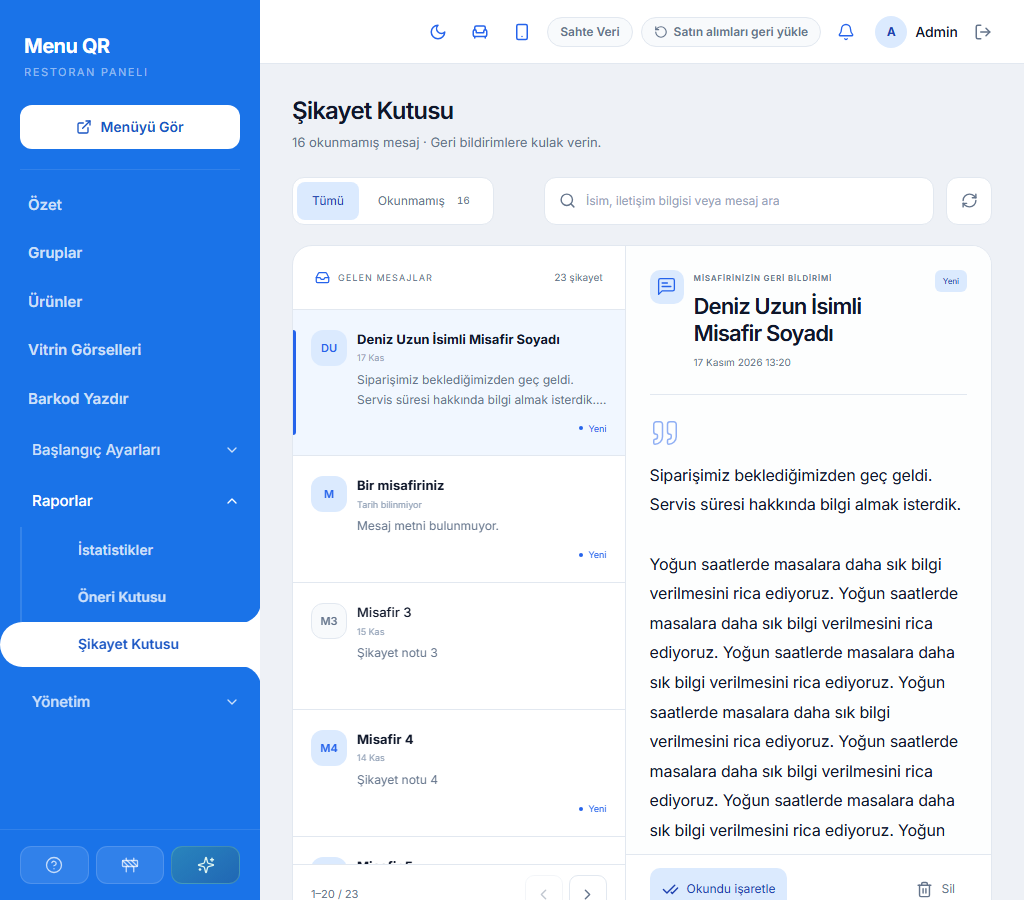 Menu QR
RESTORAN PANELI
Menüyü Gör
Özet
Gruplar
Ürünler
Vitrin Görselleri
Barkod Yazdır
Başlangıç Ayarları
Raporlar
İstatistikler
Öneri Kutusu
Şikayet Kutusu
Yönetim
Sahte Veri
Satın alımları geri yükle
A
Admin
Şikayet Kutusu
16 okunmamış mesaj · Geri bildirimlere kulak verin.
Tümü
Okunmamış 16
İsim, iletişim bilgisi veya mesaj ara
GELEN MESAJLAR
23 şikayet
DU
Deniz Uzun İsimli Misafir Soyadı
17 Kas
Siparişimiz beklediğimizden geç geldi.
Servis süresi hakkında bilgi almak isterdik....
Yeni
M
Bir misafiriniz
Tarih bilinmiyor
Mesaj metni bulunmuyor.
Yeni
M3
Misafir 3
15 Kas
Şikayet notu 3
M4
Misafir 4
14 Kas
Şikayet notu 4
Yeni
1–20 / 23
MİSAFİRİNİZİN GERİ BİLDİRİMİ
Yeni
Deniz Uzun İsimli
Misafir Soyadı
17 Kasım 2026 13:20
Siparişimiz beklediğimizden geç geldi.
Servis süresi hakkında bilgi almak isterdik.
Yoğun saatlerde masalara daha sık bilgi
verilmesini rica ediyoruz. Yoğun saatlerde
masalara daha sık bilgi verilmesini rica
ediyoruz. Yoğun saatlerde masalara daha
sık bilgi verilmesini rica ediyoruz. Yoğun
saatlerde masalara daha sık bilgi
verilmesini rica ediyoruz. Yoğun saatlerde
masalara daha sık bilgi verilmesini rica
ediyoruz. Yoğun saatlerde masalara daha
sık bilgi verilmesini rica ediyoruz. Yoğun
Okundu işaretle
Sil